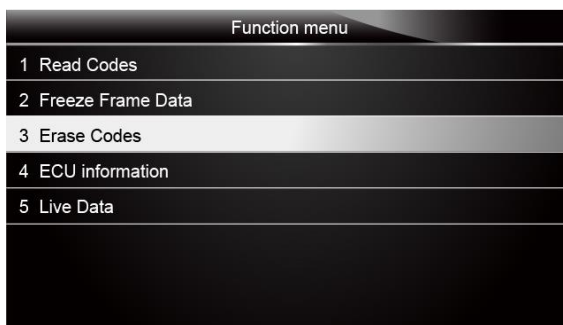 Function menu
1 Read Codes
2 Freeze Frame Data
3 Erase Codes
4 ECU information
5 Live Data